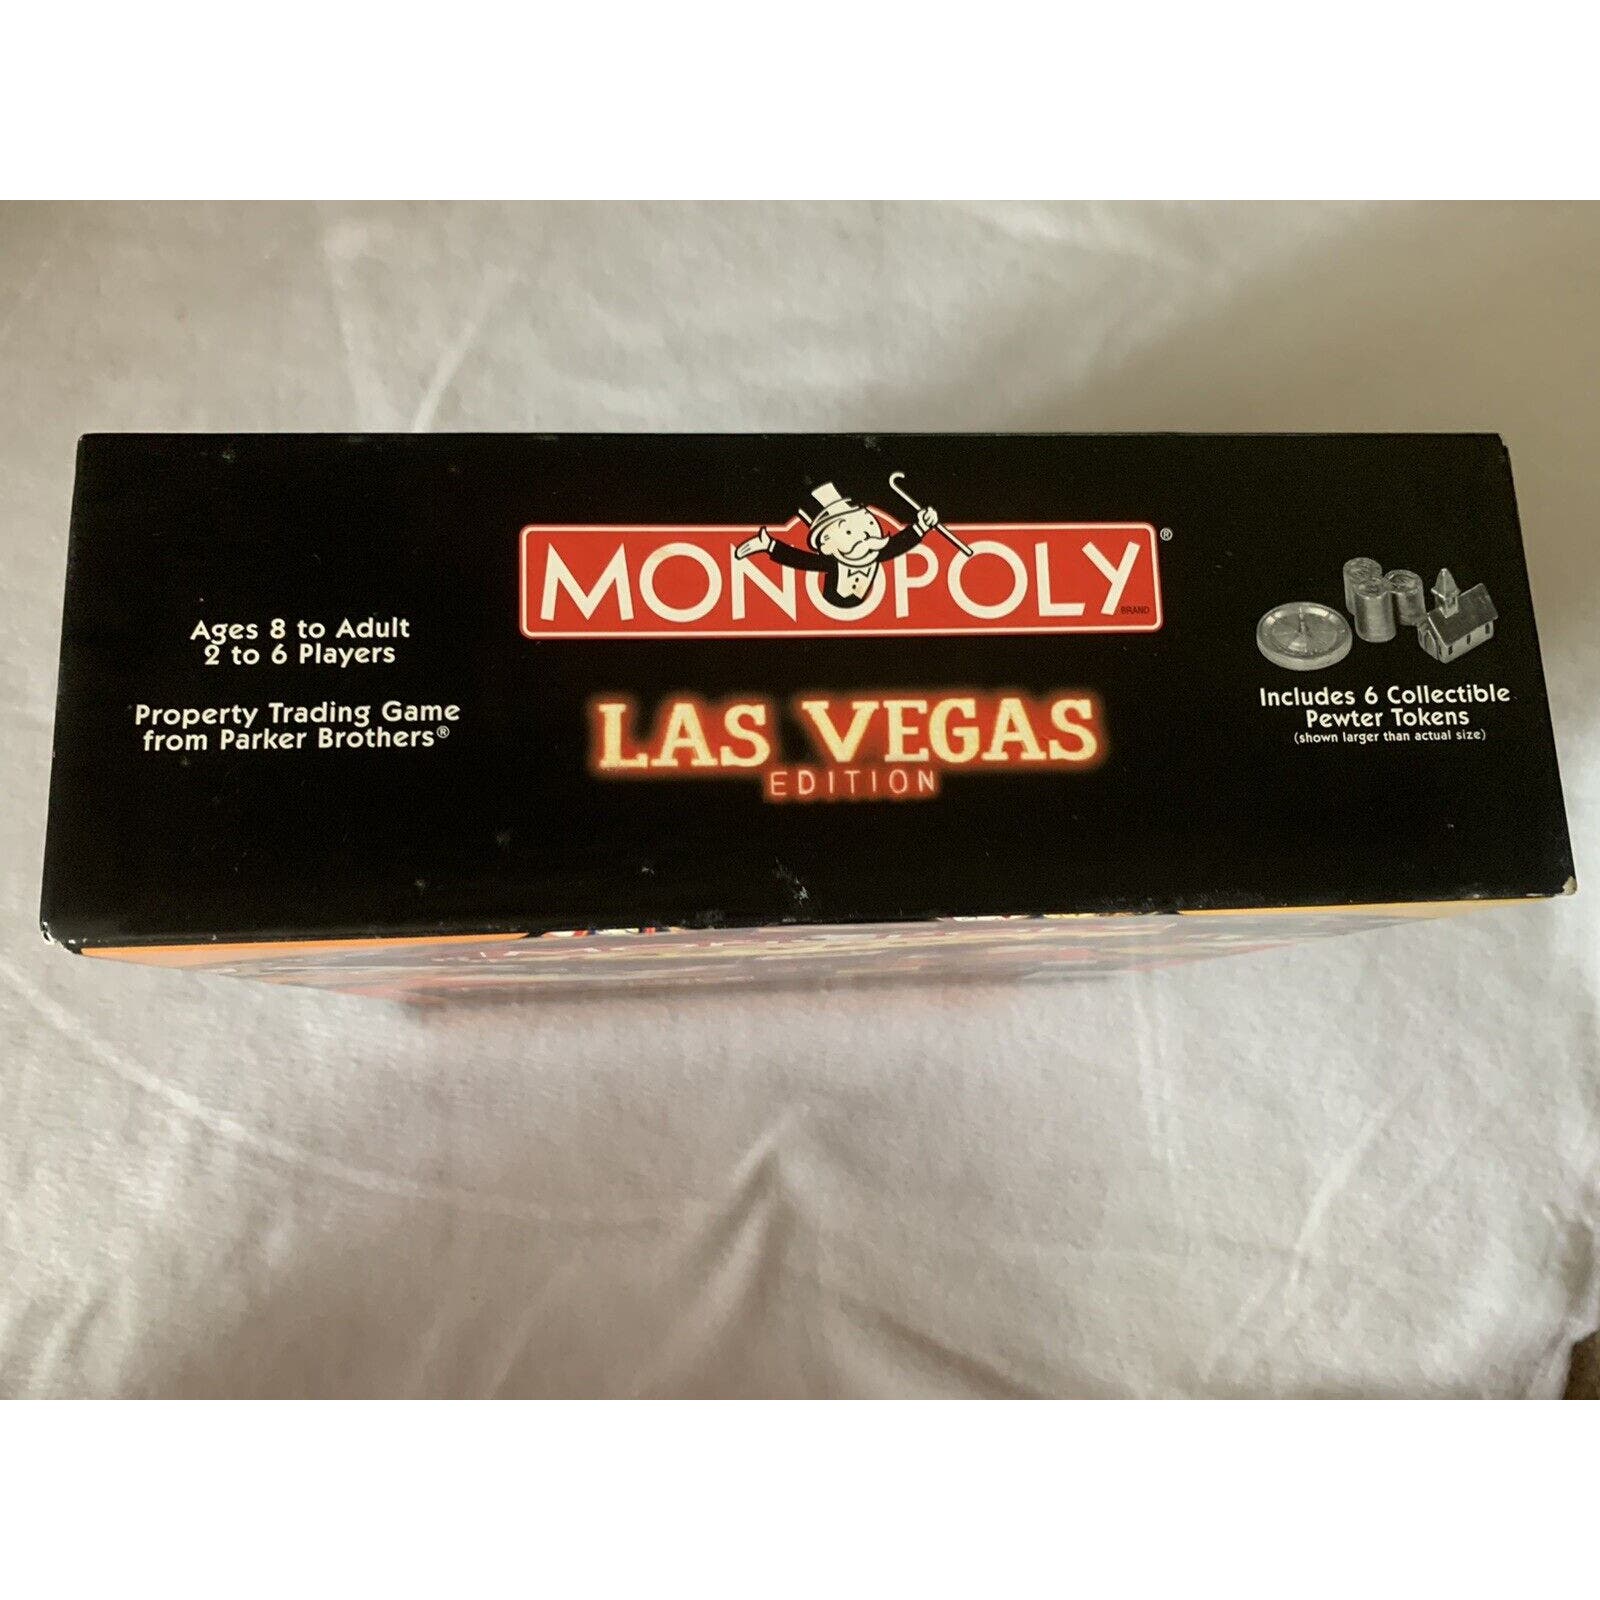 MONOPOLY®
BRAND
LAS VEGAS
EDITION
Ages 8 to Adult
2 to 6 Players
Property Trading Game
from Parker Brothers®
Includes 6 Collectible
Pewter Tokens
(shown larger than actual size)